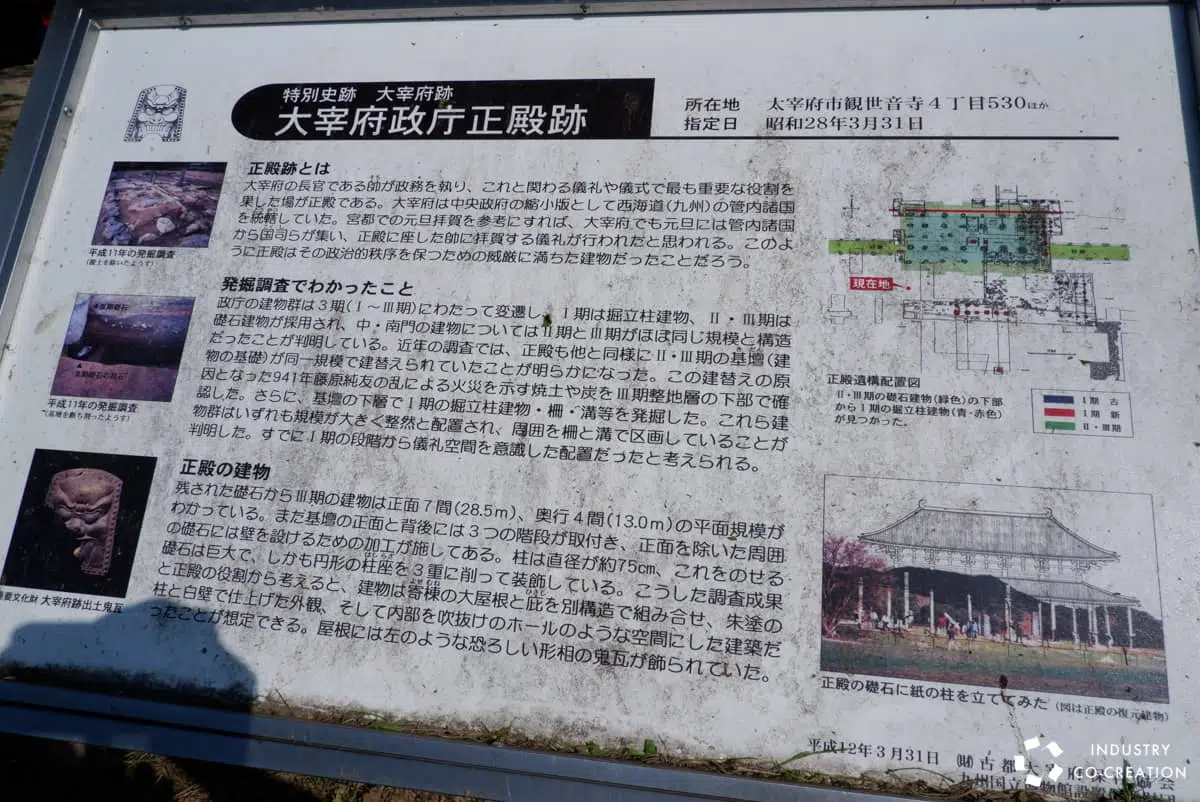 特別史跡 大宰府跡
大宰府政庁正殿跡
所在地 太宰府市観世音寺4丁目530ほか
指定日 昭和28年3月31日
正殿跡とは
大宰府の長官である帥が政務を執り、これと関わる儀礼や儀式で最も重要な役割を
果した場が正殿である。大宰府は中央政府の縮小版として西海道(九州)の管内諸国
を統轄していた。宮都での元旦拝賀を参考にすれば、大宰府でも元旦には管内諸国
から国司らが集い、正殿に座した帥に拝賀する儀礼が行われたと思われる。このよ
うに正殿はその政治的秩序を保つための威厳に満ちた建物だったことだろう。
平成11年の発掘調査
発掘調査でわかったこと
政庁の建物群は3期(Ⅰ～Ⅲ期)にわたって変遷し、Ⅰ期は掘立柱建物、Ⅱ・Ⅲ期は
礎石建物が採用され、中・南門の建物についてはⅡ期とⅢ期がほぼ同じ規模と構造
だったことが判明している。近年の調査では、正殿も他と同様にⅡ・Ⅲ期の基壇(建
物の基礎)が同一規模で建替えられていたことが明らかになった。この建替えの原
因となった941年藤原純友の乱による火災を示す焼土や炭をⅢ期整地層の下部で確
認した。さらに、基壇の下層でⅠ期の掘立柱建物・柵・溝等を発掘した。これら建
物群はいずれも規模が大きく整然と配置され、周囲を柵と溝で区画していることが
判明した。すでにⅠ期の段階から儀礼空間を意識した配置だったと考えられる。
平成11年の発掘調査
正殿の建物
残された礎石からⅢ期の建物は正面7間(28.5m)、奥行4間(13.0m)の平面規模が
わかっている。また基壇の正面と背後には3つの階段が取付き、正面を除いた周囲
の礎石には壁を設けるための加工が施してある。柱は直径が約75cm、これをのせる
礎石は巨大で、しかも円形の柱座を3重に削って装飾している。こうした調査成果
と正殿の役割から考えると、建物は寄棟の大屋根と庇を別構造で組み合せ、朱塗の
柱と白壁で仕上げた外観、そして内部を吹抜けのホールのような空間にした建築だ
ったことが想定できる。屋根には左のような恐ろしい形相の鬼瓦が飾られていた。
要文化財 大宰府跡出土鬼瓦
現在地
正殿遺構配置図
Ⅱ・Ⅲ期の礎石建物(緑色)の下部
からⅠ期の掘立柱建物(青・赤色)
が見つかった。
Ⅰ期 古
Ⅰ期 新
Ⅱ・Ⅲ期
正殿の礎石に紙の柱を立ててみた(図は正殿の復元建物)
平成12年3月31日 ㈶古都大宰府
九州国立
INDUSTRY
CO-CREATION